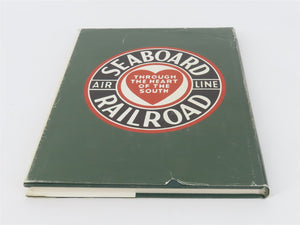 SEABOARD
AIR LINE
THROUGH
THE HEART
OF THE
SOUTH
RAILROAD